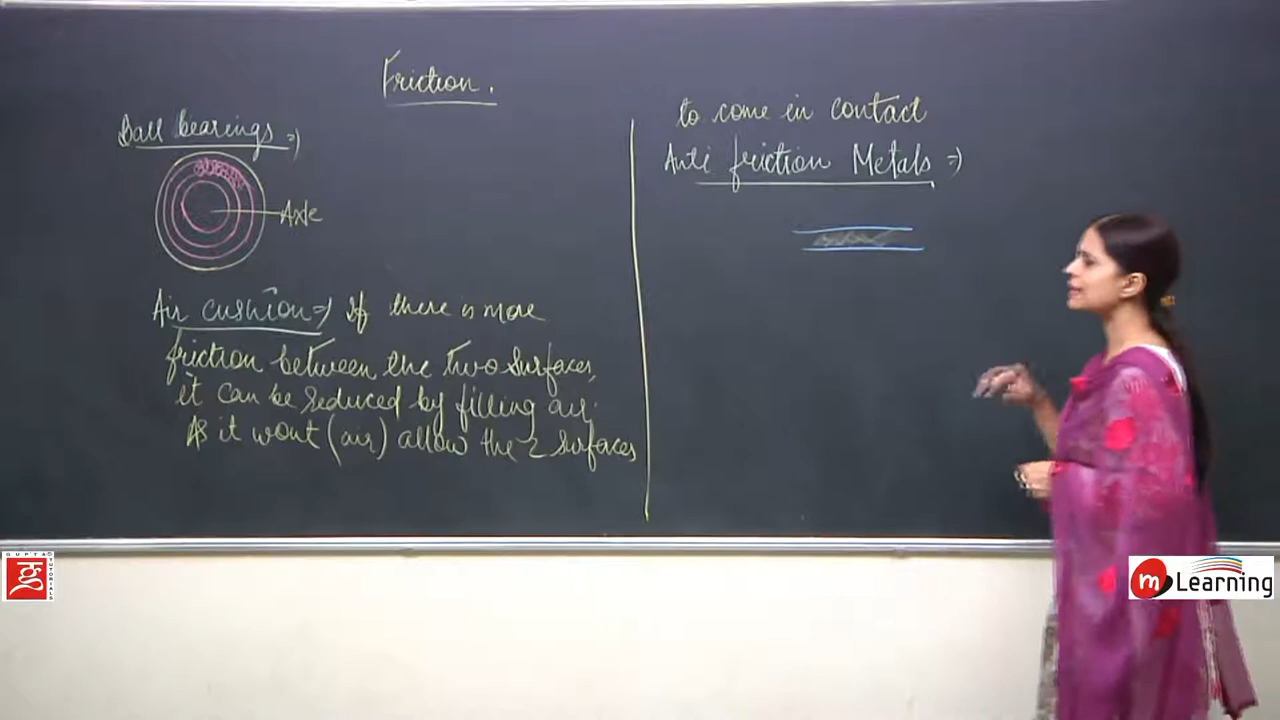 Friction.
Ball bearings ⇒
Axle
Air cushion ⇒ If there is more
friction between the two surfaces,
it can be reduced by filling air.
As it wont (air) allow the 2 surfaces
to come in contact
Anti friction Metals ⇒
GUPTA TUTORIALS
m Learning